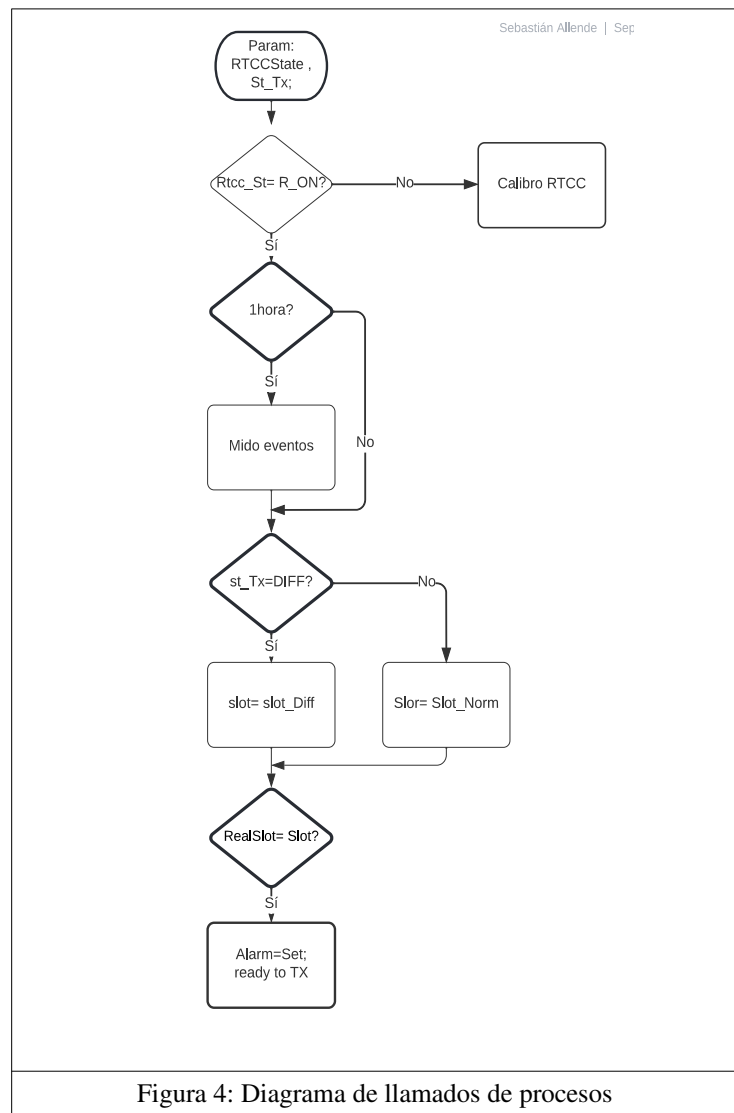 Sebastián Allende | Sep
Param:
RTCCState ,
St_Tx;
Rtcc_St= R_ON?
No
Calibro RTCC
Sí
1hora?
Sí
Mido eventos
No
st_Tx=DIFF?
No
Sí
slot= slot_Diff
Slor= Slot_Norm
RealSlot= Slot?
Sí
Alarm=Set;
ready to TX
Figura 4: Diagrama de llamados de procesos